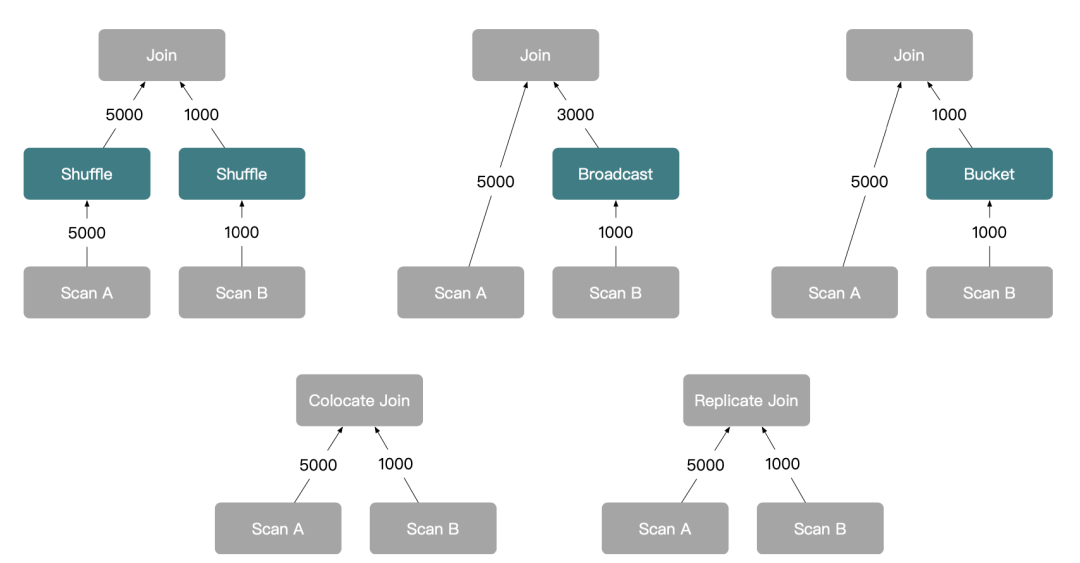 Join
5000
1000
Shuffle
Shuffle
5000
1000
Scan A
Scan B
Join
3000
5000
Broadcast
1000
Scan A
Scan B
Join
1000
5000
Bucket
1000
Scan A
Scan B
Colocate Join
5000
1000
Scan A
Scan B
Replicate Join
5000
1000
Scan A
Scan B